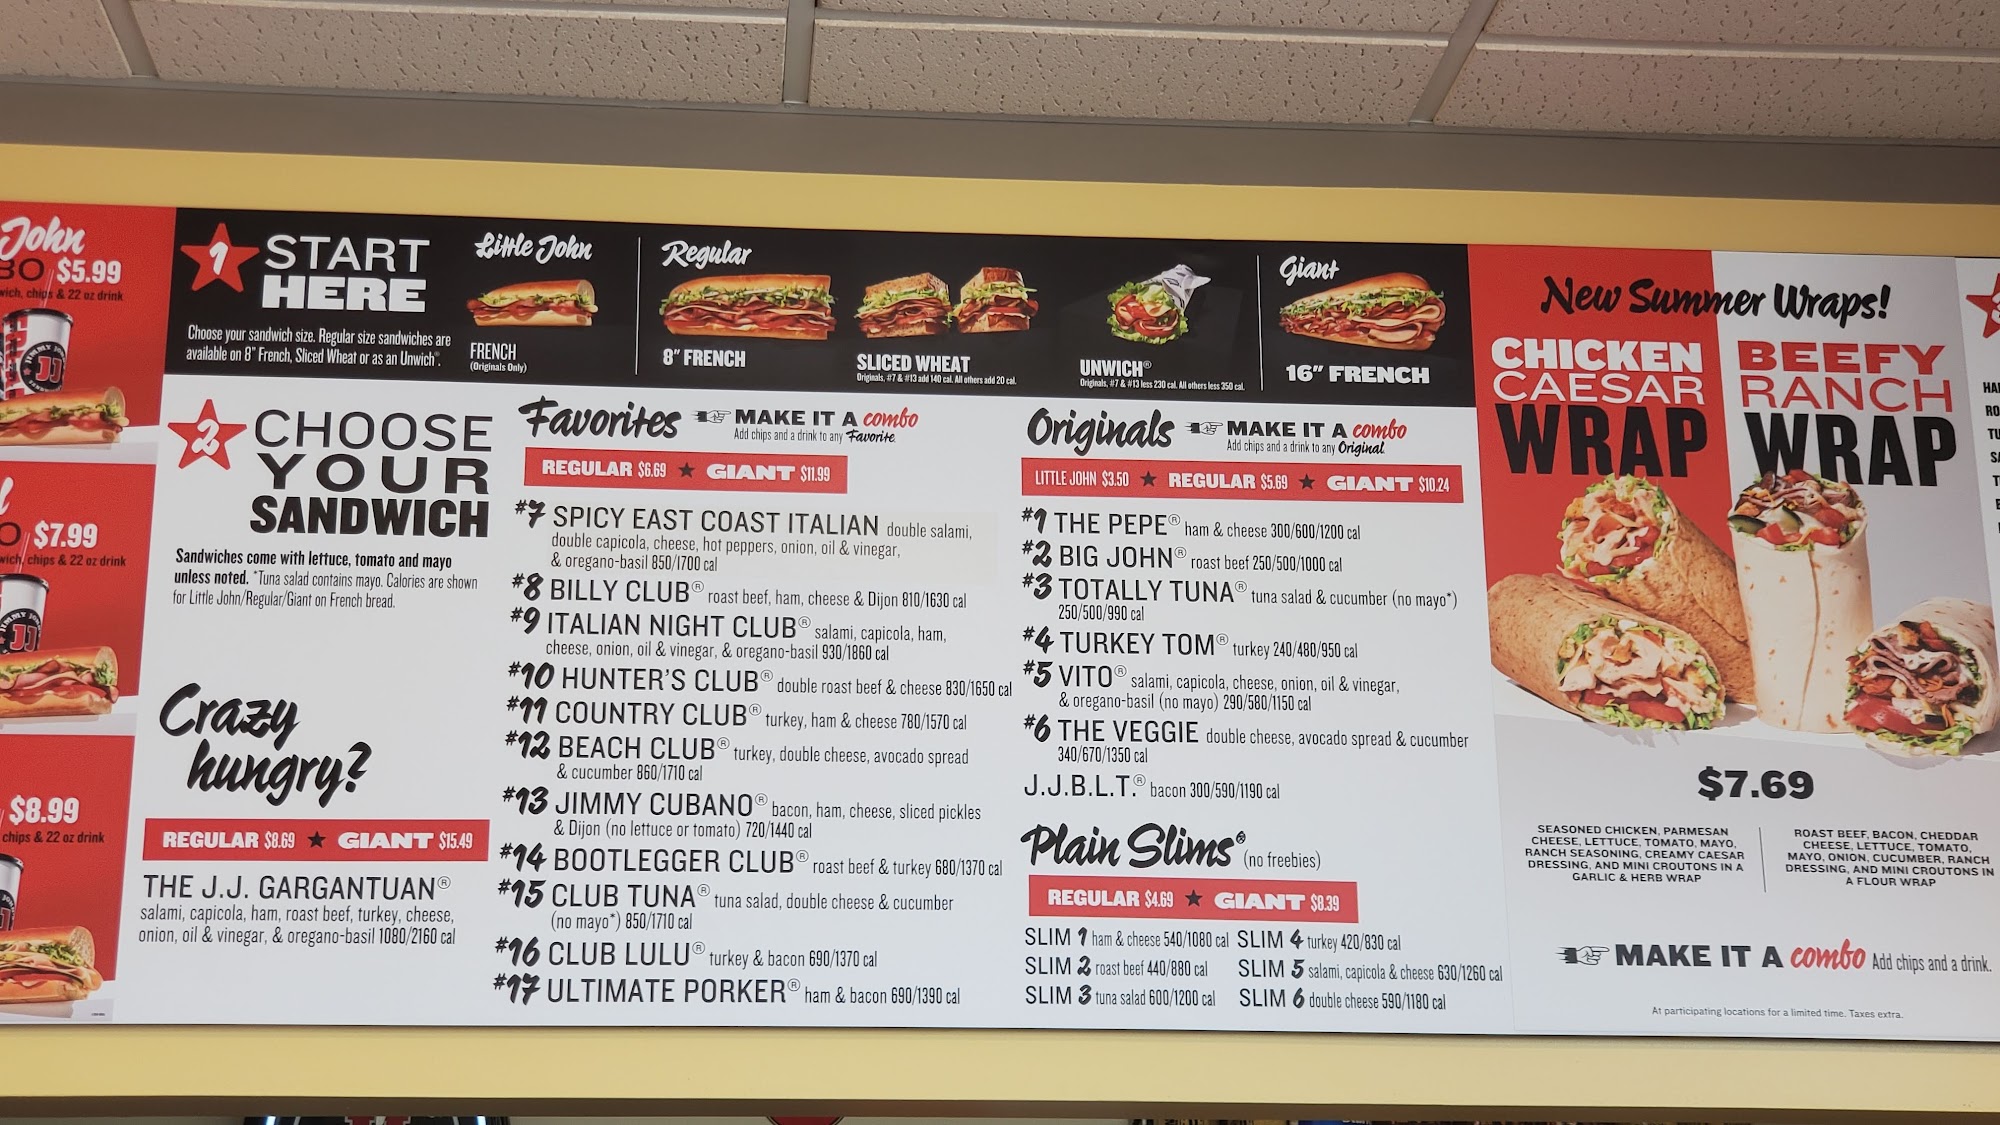 John
BO $5.99
wich, chips & 22 oz drink
$7.99
wich, chips & 22 oz drink
$8.99
chips & 22 oz drink
1 START
HERE
Choose your sandwich size. Regular size sandwiches are
available on 8" French, Sliced Wheat or as an Unwich®.
Little John
FRENCH
(Originals Only)
Regular
8" FRENCH
SLICED WHEAT
Originals, #7 & #13 add 140 cal. All others add 20 cal.
UNWICH®
Originals, #7 & #13 less 230 cal. All others less 350 cal.
Giant
16" FRENCH
2 CHOOSE
YOUR
SANDWICH
Sandwiches come with lettuce, tomato and mayo
unless noted. *Tuna salad contains mayo. Calories are shown
for Little John/Regular/Giant on French bread.
Crazy
hungry?
REGULAR $8.69 ★ GIANT $15.49
THE J.J. GARGANTUAN®
salami, capicola, ham, roast beef, turkey, cheese,
onion, oil & vinegar, & oregano-basil 1080/2160 cal
Favorites MAKE IT A combo
Add chips and a drink to any Favorite.
REGULAR $6.69 ★ GIANT $11.99
#7 SPICY EAST COAST ITALIAN double salami,
double capicola, cheese, hot peppers, onion, oil & vinegar,
& oregano-basil 850/1700 cal
#8 BILLY CLUB® roast beef, ham, cheese & Dijon 810/1630 cal
#9 ITALIAN NIGHT CLUB® salami, capicola, ham,
cheese, onion, oil & vinegar, & oregano-basil 930/1860 cal
#10 HUNTER'S CLUB® double roast beef & cheese 830/1650 cal
#11 COUNTRY CLUB® turkey, ham & cheese 780/1570 cal
#12 BEACH CLUB® turkey, double cheese, avocado spread
& cucumber 860/1710 cal
#13 JIMMY CUBANO® bacon, ham, cheese, sliced pickles
& Dijon (no lettuce or tomato) 720/1440 cal
#14 BOOTLEGGER CLUB® roast beef & turkey 680/1370 cal
#15 CLUB TUNA® tuna salad, double cheese & cucumber
(no mayo*) 850/1710 cal
#16 CLUB LULU® turkey & bacon 690/1370 cal
#17 ULTIMATE PORKER® ham & bacon 690/1390 cal
Originals MAKE IT A combo
Add chips and a drink to any Original.
LITTLE JOHN $3.50 ★ REGULAR $5.69 ★ GIANT $10.24
#1 THE PEPE® ham & cheese 300/600/1200 cal
#2 BIG JOHN® roast beef 250/500/1000 cal
#3 TOTALLY TUNA® tuna salad & cucumber (no mayo*)
250/500/990 cal
#4 TURKEY TOM® turkey 240/480/950 cal
#5 VITO® salami, capicola, cheese, onion, oil & vinegar,
& oregano-basil (no mayo) 290/580/1150 cal
#6 THE VEGGIE double cheese, avocado spread & cucumber
340/670/1350 cal
J.J.B.L.T.® bacon 300/590/1190 cal
Plain Slims® (no freebies)
REGULAR $4.69 ★ GIANT $8.39
SLIM 1 ham & cheese 540/1080 cal SLIM 4 turkey 420/830 cal
SLIM 2 roast beef 440/880 cal SLIM 5 salami, capicola & cheese 630/1260 cal
SLIM 3 tuna salad 600/1200 cal SLIM 6 double cheese 590/1180 cal
New Summer Wraps!
CHICKEN
CAESAR
WRAP
BEEFY
RANCH
WRAP
$7.69
SEASONED CHICKEN, PARMESAN
CHEESE, LETTUCE, TOMATO, MAYO,
RANCH SEASONING, CREAMY CAESAR
DRESSING, AND MINI CROUTONS IN A
GARLIC & HERB WRAP
ROAST BEEF, BACON, CHEDDAR
CHEESE, LETTUCE, TOMATO,
MAYO, ONION, CUCUMBER, RANCH
DRESSING, AND MINI CROUTONS IN
A FLOUR WRAP
MAKE IT A combo Add chips and a drink.
At participating locations for a limited time. Taxes extra.